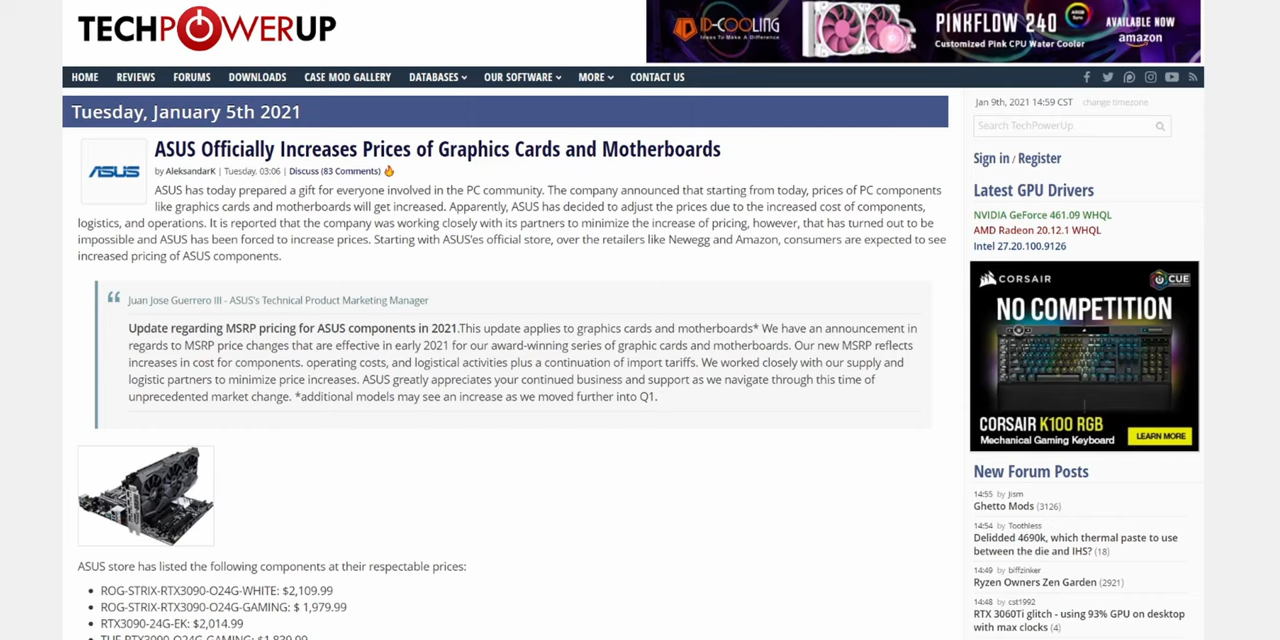 TECHPOWERUP
ID-COOLING
Ideas To Make A Difference
PINKFLOW 240
Customized Pink CPU Water Cooler
AVAILABLE NOW
amazon
HOME REVIEWS FORUMS DOWNLOADS CASE MOD GALLERY DATABASES OUR SOFTWARE MORE CONTACT US
Tuesday, January 5th 2021
ASUS
ASUS Officially Increases Prices of Graphics Cards and Motherboards
by AleksandarK | Tuesday, 03:06 | Discuss (83 Comments)
ASUS has today prepared a gift for everyone involved in the PC community. The company announced that starting from today, prices of PC components
like graphics cards and motherboards will get increased. Apparently, ASUS has decided to adjust the prices due to the increased cost of components,
logistics, and operations. It is reported that the company was working closely with its partners to minimize the increase of pricing, however, that has turned out to be
impossible and ASUS has been forced to increase prices. Starting with ASUS'es official store, over the retailers like Newegg and Amazon, consumers are expected to see
increased pricing of ASUS components.
“ Juan Jose Guerrero III - ASUS's Technical Product Marketing Manager
Update regarding MSRP pricing for ASUS components in 2021.This update applies to graphics cards and motherboards* We have an announcement in
regards to MSRP price changes that are effective in early 2021 for our award-winning series of graphic cards and motherboards. Our new MSRP reflects
increases in cost for components. operating costs, and logistical activities plus a continuation of import tariffs. We worked closely with our supply and
logistic partners to minimize price increases. ASUS greatly appreciates your continued business and support as we navigate through this time of
unprecedented market change. *additional models may see an increase as we moved further into Q1.
ASUS store has listed the following components at their respectable prices:
• ROG-STRIX-RTX3090-O24G-WHITE: $2,109.99
• ROG-STRIX-RTX3090-O24G-GAMING: $ 1,979.99
• RTX3090-24G-EK: $2,014.99
• TUF-RTX3090-O24G-GAMING: $1,839.99
Jan 9th, 2021 14:59 CST change timezone
Search TechPowerUp
Sign in / Register
Latest GPU Drivers
NVIDIA GeForce 461.09 WHQL
AMD Radeon 20.12.1 WHQL
Intel 27.20.100.9126
CORSAIR
CUE
NO COMPETITION
CORSAIR K100 RGB
Mechanical Gaming Keyboard
LEARN MORE
New Forum Posts
14:55 by Jism
Ghetto Mods (3126)
14:54 by Toothless
Delidded 4690k, which thermal paste to use
between the die and IHS? (18)
14:49 by biffzinker
Ryzen Owners Zen Garden (2921)
14:48 by cst1992
RTX 3060Ti glitch - using 93% GPU on desktop
with max clocks (4)